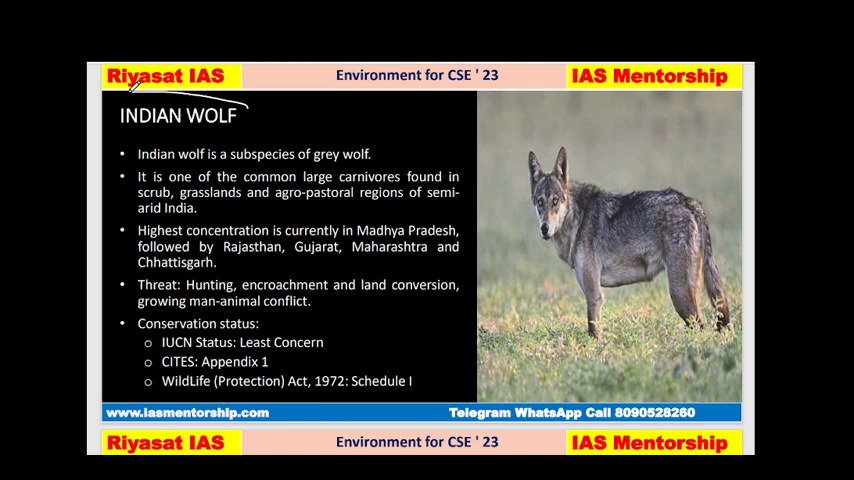 Riyasat IAS
Environment for CSE ' 23
IAS Mentorship
INDIAN WOLF
• Indian wolf is a subspecies of grey wolf.
• It is one of the common large carnivores found in
scrub, grasslands and agro-pastoral regions of semi-
arid India.
• Highest concentration is currently in Madhya Pradesh,
followed by Rajasthan, Gujarat, Maharashtra and
Chhattisgarh.
• Threat: Hunting, encroachment and land conversion,
growing man-animal conflict.
• Conservation status:
o IUCN Status: Least Concern
o CITES: Appendix 1
o WildLife (Protection) Act, 1972: Schedule I
www.iasmentorship.com
Telegram WhatsApp Call 8090528260
Riyasat IAS
Environment for CSE ' 23
IAS Mentorship